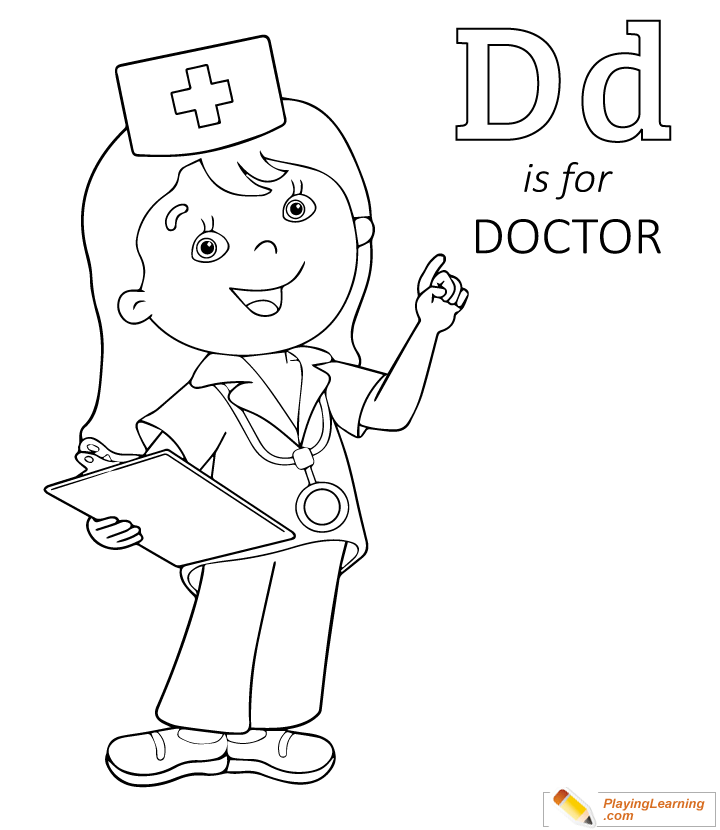 Dd
is for
DOCTOR
PlayingLearning
.com